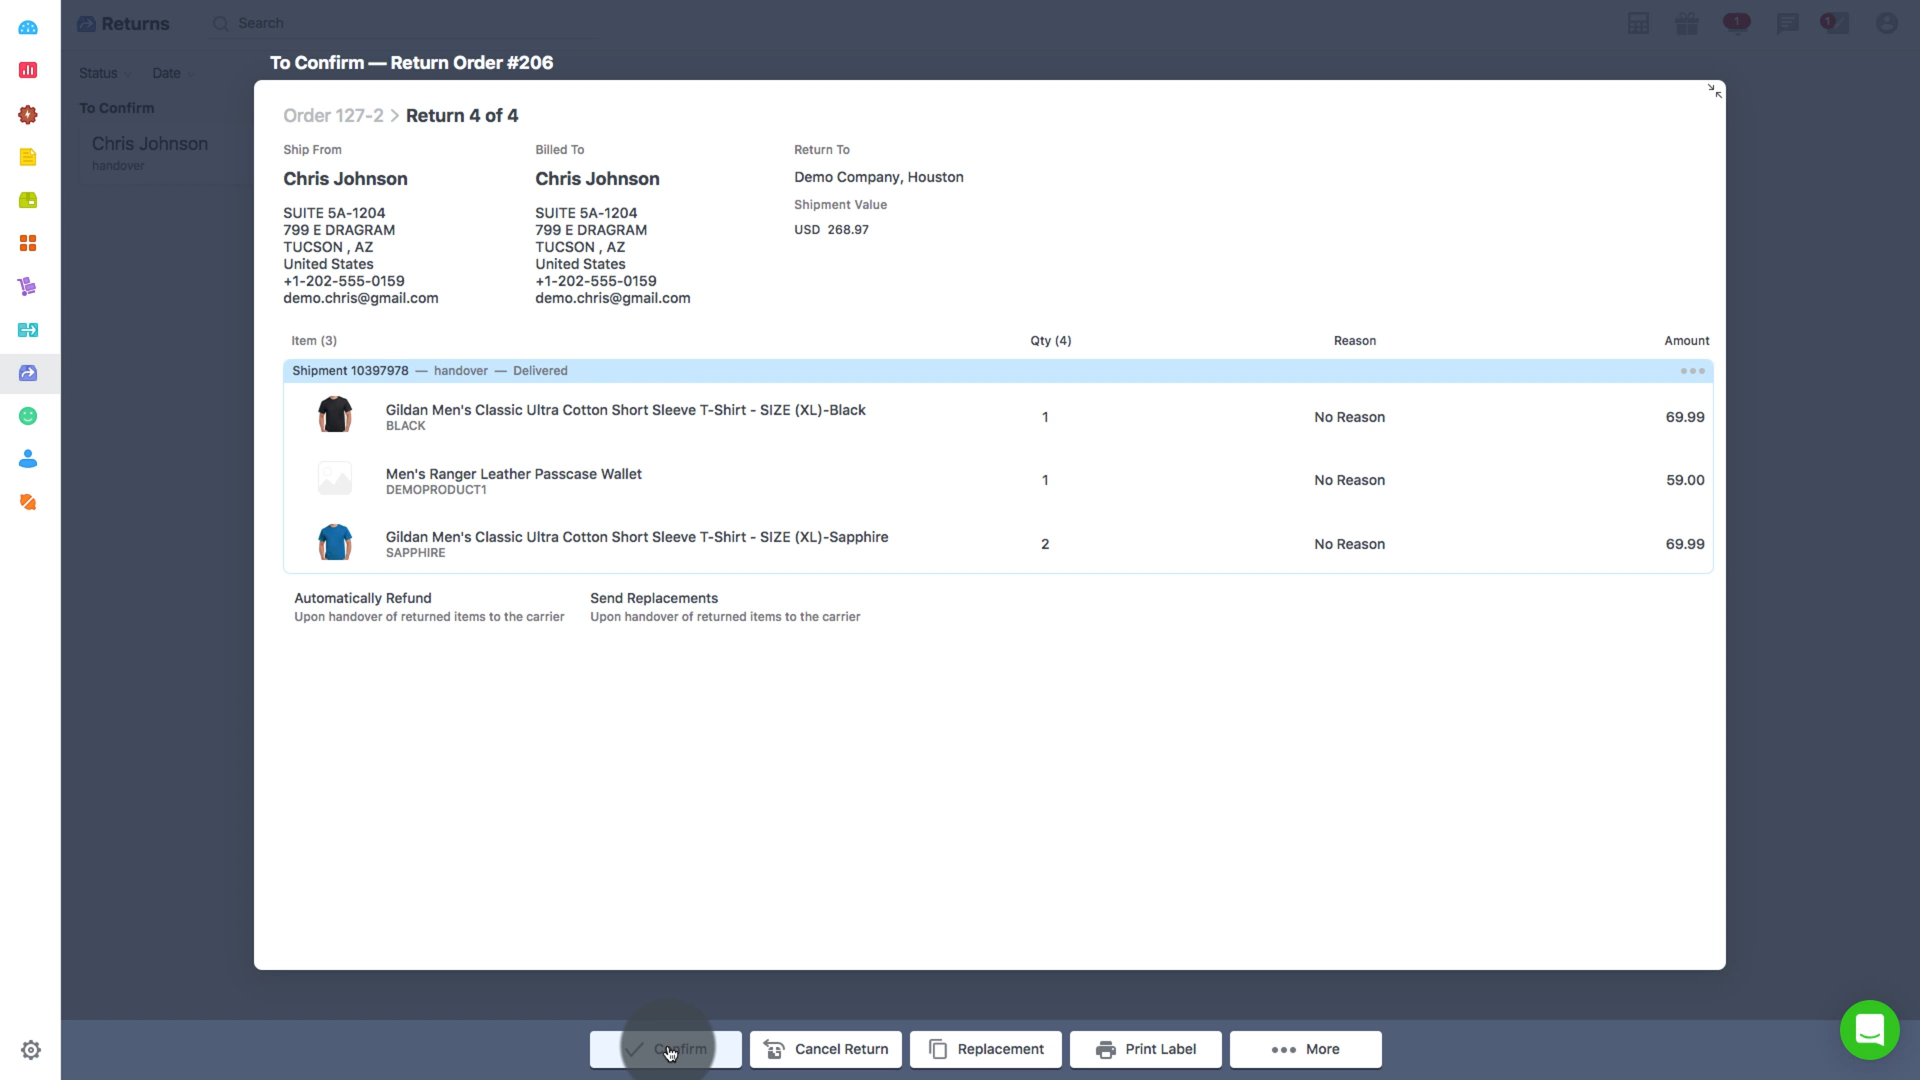 Returns
Search
1
1
Status
Date
To Confirm — Return Order #206
To Confirm
Chris Johnson
handover
Order 127-2 > Return 4 of 4
Ship From
Billed To
Return To
Chris Johnson
Chris Johnson
Demo Company, Houston
SUITE 5A-1204
799 E DRAGRAM
TUCSON , AZ
United States
+1-202-555-0159
demo.chris@gmail.com
SUITE 5A-1204
799 E DRAGRAM
TUCSON , AZ
United States
+1-202-555-0159
demo.chris@gmail.com
Shipment Value
USD 268.97
Item (3) Qty (4) Reason Amount
Shipment 10397978 — handover — Delivered
Gildan Men's Classic Ultra Cotton Short Sleeve T-Shirt - SIZE (XL)-Black
BLACK
1 No Reason 69.99
Men's Ranger Leather Passcase Wallet
DEMOPRODUCT1
1 No Reason 59.00
Gildan Men's Classic Ultra Cotton Short Sleeve T-Shirt - SIZE (XL)-Sapphire
SAPPHIRE
2 No Reason 69.99
Automatically Refund
Upon handover of returned items to the carrier
Send Replacements
Upon handover of returned items to the carrier
Confirm
Cancel Return
Replacement
Print Label
More